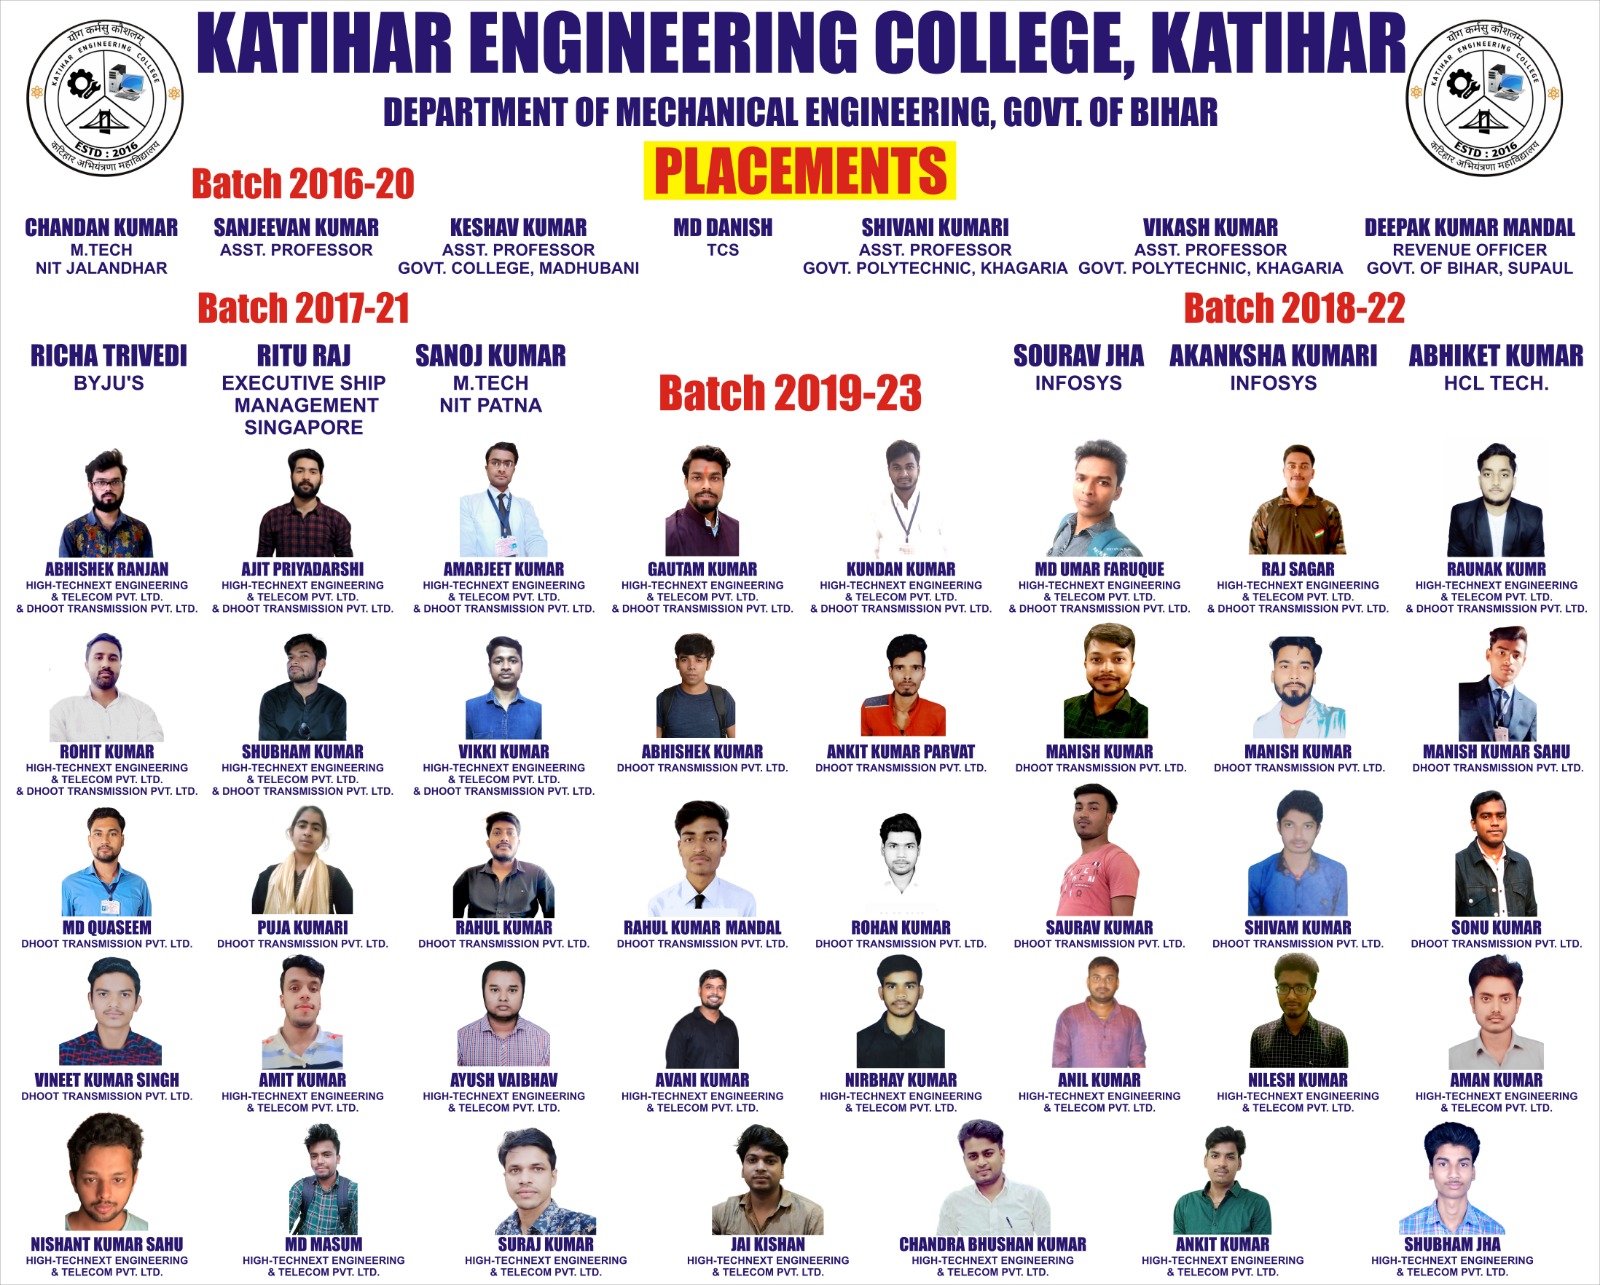 KATIHAR ENGINEERING COLLEGE, KATIHAR
DEPARTMENT OF MECHANICAL ENGINEERING, GOVT. OF BIHAR
योग कर्मसु कौशलम्
KATIHAR ENGINEERING COLLEGE
ESTD : 2016
कटिहार अभियंत्रणा महाविद्यालय
योग कर्मसु कौशलम्
KATIHAR ENGINEERING COLLEGE
ESTD : 2016
कटिहार अभियंत्रणा महाविद्यालय
PLACEMENTS
Batch 2016-20
CHANDAN KUMAR
M.TECH
NIT JALANDHAR
SANJEEVAN KUMAR
ASST. PROFESSOR
KESHAV KUMAR
ASST. PROFESSOR
GOVT. COLLEGE, MADHUBANI
MD DANISH
TCS
SHIVANI KUMARI
ASST. PROFESSOR
GOVT. POLYTECHNIC, KHAGARIA
VIKASH KUMAR
ASST. PROFESSOR
GOVT. POLYTECHNIC, KHAGARIA
DEEPAK KUMAR MANDAL
REVENUE OFFICER
GOVT. OF BIHAR, SUPAUL
Batch 2017-21
RICHA TRIVEDI
BYJU'S
RITU RAJ
EXECUTIVE SHIP
MANAGEMENT
SINGAPORE
SANOJ KUMAR
M.TECH
NIT PATNA
Batch 2018-22
SOURAV JHA
INFOSYS
AKANKSHA KUMARI
INFOSYS
ABHIKET KUMAR
HCL TECH.
Batch 2019-23
ABHISHEK RANJAN
HIGH-TECHNEXT ENGINEERING
& TELECOM PVT. LTD.
& DHOOT TRANSMISSION PVT. LTD.
AJIT PRIYADARSHI
HIGH-TECHNEXT ENGINEERING
& TELECOM PVT. LTD.
& DHOOT TRANSMISSION PVT. LTD.
AMARJEET KUMAR
HIGH-TECHNEXT ENGINEERING
& TELECOM PVT. LTD.
& DHOOT TRANSMISSION PVT. LTD.
GAUTAM KUMAR
HIGH-TECHNEXT ENGINEERING
& TELECOM PVT. LTD.
& DHOOT TRANSMISSION PVT. LTD.
KUNDAN KUMAR
HIGH-TECHNEXT ENGINEERING
& TELECOM PVT. LTD.
& DHOOT TRANSMISSION PVT. LTD.
MD UMAR FARUQUE
HIGH-TECHNEXT ENGINEERING
& TELECOM PVT. LTD.
& DHOOT TRANSMISSION PVT. LTD.
RAJ SAGAR
HIGH-TECHNEXT ENGINEERING
& TELECOM PVT. LTD.
& DHOOT TRANSMISSION PVT. LTD.
RAUNAK KUMR
HIGH-TECHNEXT ENGINEERING
& TELECOM PVT. LTD.
& DHOOT TRANSMISSION PVT. LTD.
ROHIT KUMAR
HIGH-TECHNEXT ENGINEERING
& TELECOM PVT. LTD.
& DHOOT TRANSMISSION PVT. LTD.
SHUBHAM KUMAR
HIGH-TECHNEXT ENGINEERING
& TELECOM PVT. LTD.
& DHOOT TRANSMISSION PVT. LTD.
VIKKI KUMAR
HIGH-TECHNEXT ENGINEERING
& TELECOM PVT. LTD.
& DHOOT TRANSMISSION PVT. LTD.
ABHISHEK KUMAR
DHOOT TRANSMISSION PVT. LTD.
ANKIT KUMAR PARVAT
DHOOT TRANSMISSION PVT. LTD.
MANISH KUMAR
DHOOT TRANSMISSION PVT. LTD.
MANISH KUMAR
DHOOT TRANSMISSION PVT. LTD.
MANISH KUMAR SAHU
DHOOT TRANSMISSION PVT. LTD.
MD QUASEEM
DHOOT TRANSMISSION PVT. LTD.
PUJA KUMARI
DHOOT TRANSMISSION PVT. LTD.
RAHUL KUMAR
DHOOT TRANSMISSION PVT. LTD.
RAHUL KUMAR MANDAL
DHOOT TRANSMISSION PVT. LTD.
ROHAN KUMAR
DHOOT TRANSMISSION PVT. LTD.
SAURAV KUMAR
DHOOT TRANSMISSION PVT. LTD.
SHIVAM KUMAR
DHOOT TRANSMISSION PVT. LTD.
SONU KUMAR
DHOOT TRANSMISSION PVT. LTD.
VINEET KUMAR SINGH
DHOOT TRANSMISSION PVT. LTD.
AMIT KUMAR
HIGH-TECHNEXT ENGINEERING
& TELECOM PVT. LTD.
AYUSH VAIBHAV
HIGH-TECHNEXT ENGINEERING
& TELECOM PVT. LTD.
AVANI KUMAR
HIGH-TECHNEXT ENGINEERING
& TELECOM PVT. LTD.
NIRBHAY KUMAR
HIGH-TECHNEXT ENGINEERING
& TELECOM PVT. LTD.
ANIL KUMAR
HIGH-TECHNEXT ENGINEERING
& TELECOM PVT. LTD.
NILESH KUMAR
HIGH-TECHNEXT ENGINEERING
& TELECOM PVT. LTD.
AMAN KUMAR
HIGH-TECHNEXT ENGINEERING
& TELECOM PVT. LTD.
NISHANT KUMAR SAHU
HIGH-TECHNEXT ENGINEERING
& TELECOM PVT. LTD.
MD MASUM
HIGH-TECHNEXT ENGINEERING
& TELECOM PVT. LTD.
SURAJ KUMAR
HIGH-TECHNEXT ENGINEERING
& TELECOM PVT. LTD.
JAI KISHAN
HIGH-TECHNEXT ENGINEERING
& TELECOM PVT. LTD.
CHANDRA BHUSHAN KUMAR
HIGH-TECHNEXT ENGINEERING
& TELECOM PVT. LTD.
ANKIT KUMAR
HIGH-TECHNEXT ENGINEERING
& TELECOM PVT. LTD.
SHUBHAM JHA
HIGH-TECHNEXT ENGINEERING
& TELECOM PVT. LTD.